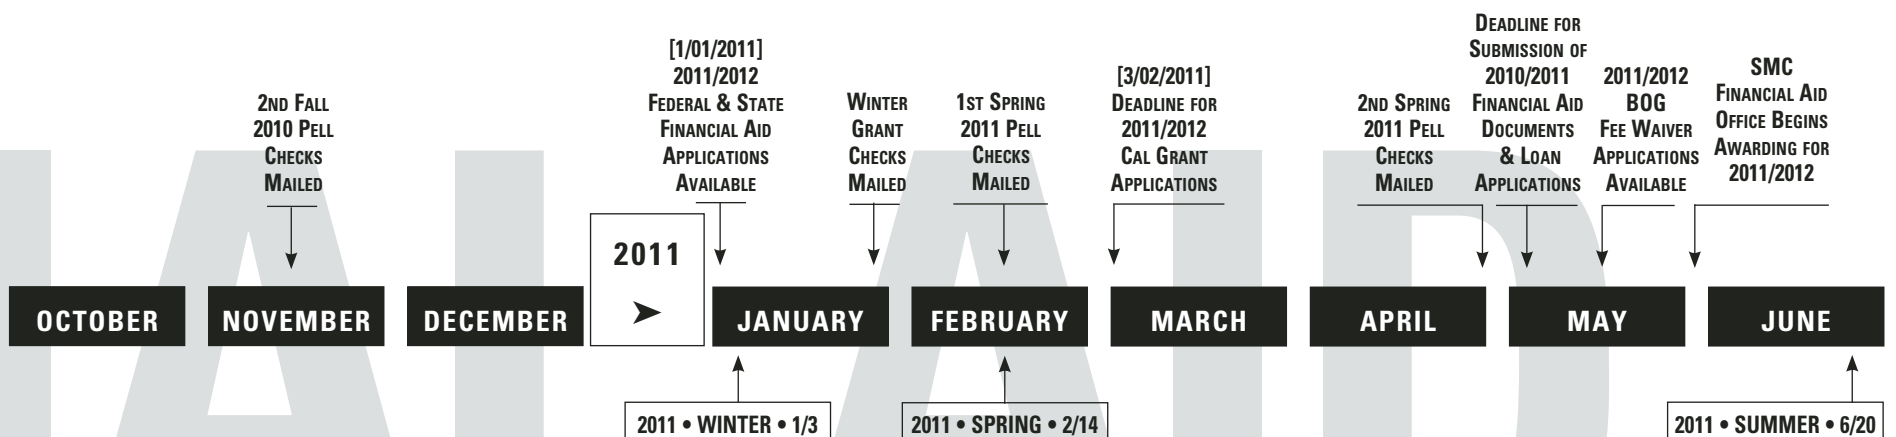 2nd Fall
2010 Pell
Checks
Mailed
[1/01/2011]
2011/2012
Federal & State
Financial Aid
Applications
Available
Winter
Grant
Checks
Mailed
1st Spring
2011 Pell
Checks
Mailed
[3/02/2011]
Deadline for
2011/2012
Cal Grant
Applications
2nd Spring
2011 Pell
Checks
Mailed
Deadline for
Submission of
2010/2011
Financial Aid
Documents
& Loan
Applications
2011/2012
BOG
Fee Waiver
Applications
Available
SMC
Financial Aid
Office Begins
Awarding for
2011/2012
2011
OCTOBER
NOVEMBER
DECEMBER
JANUARY
FEBRUARY
MARCH
APRIL
MAY
JUNE
2011 • WINTER • 1/3
2011 • SPRING • 2/14
2011 • SUMMER • 6/20
IAL AID